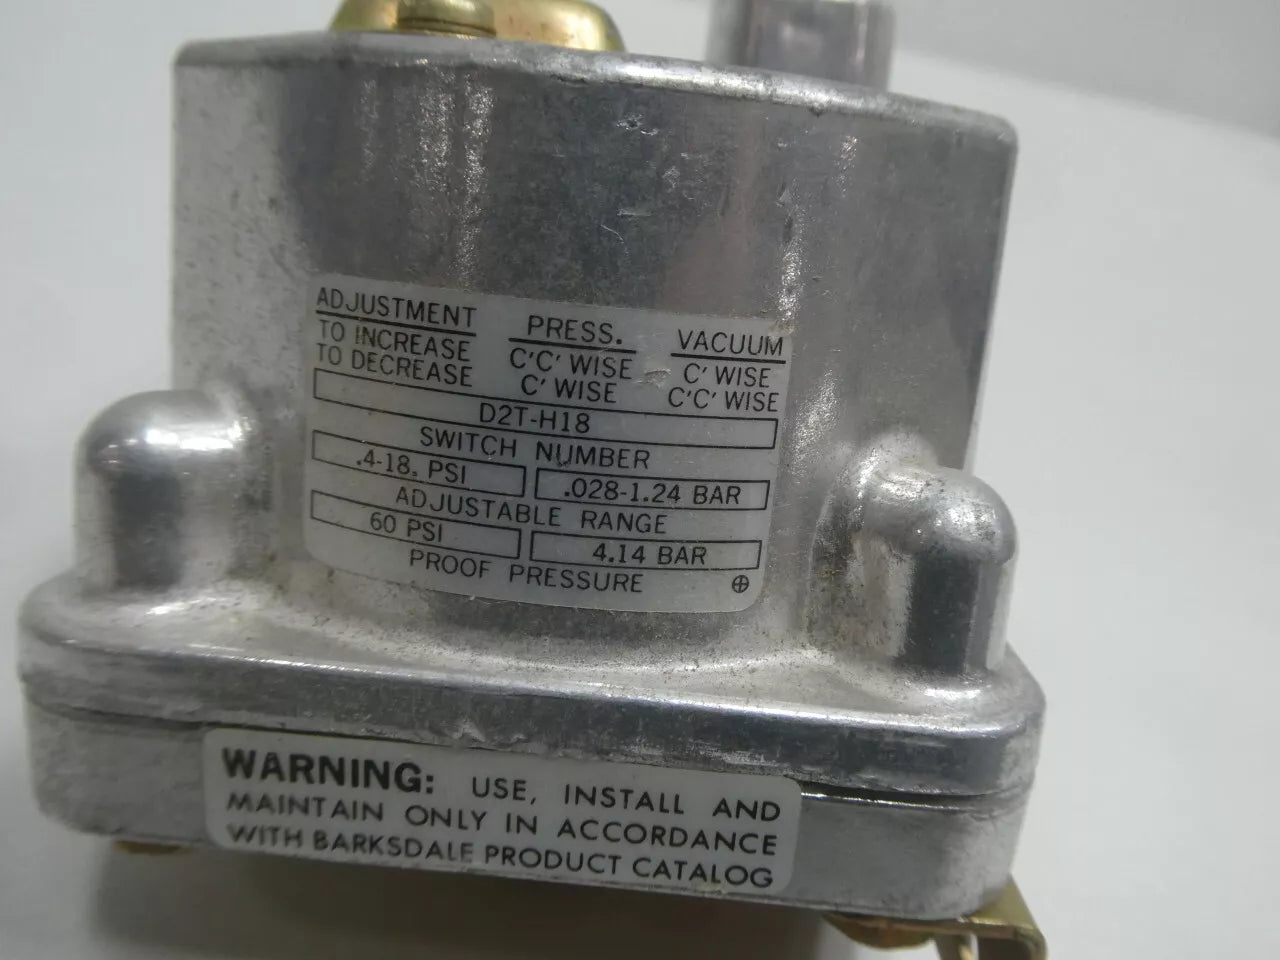 ADJUSTMENT PRESS. VACUUM
TO INCREASE C'C' WISE C' WISE
TO DECREASE C' WISE C'C' WISE
D2T-H18
SWITCH NUMBER
.4-18. PSI .028-1.24 BAR
ADJUSTABLE RANGE
60 PSI 4.14 BAR
PROOF PRESSURE
WARNING: USE, INSTALL AND
MAINTAIN ONLY IN ACCORDANCE
WITH BARKSDALE PRODUCT CATALOG